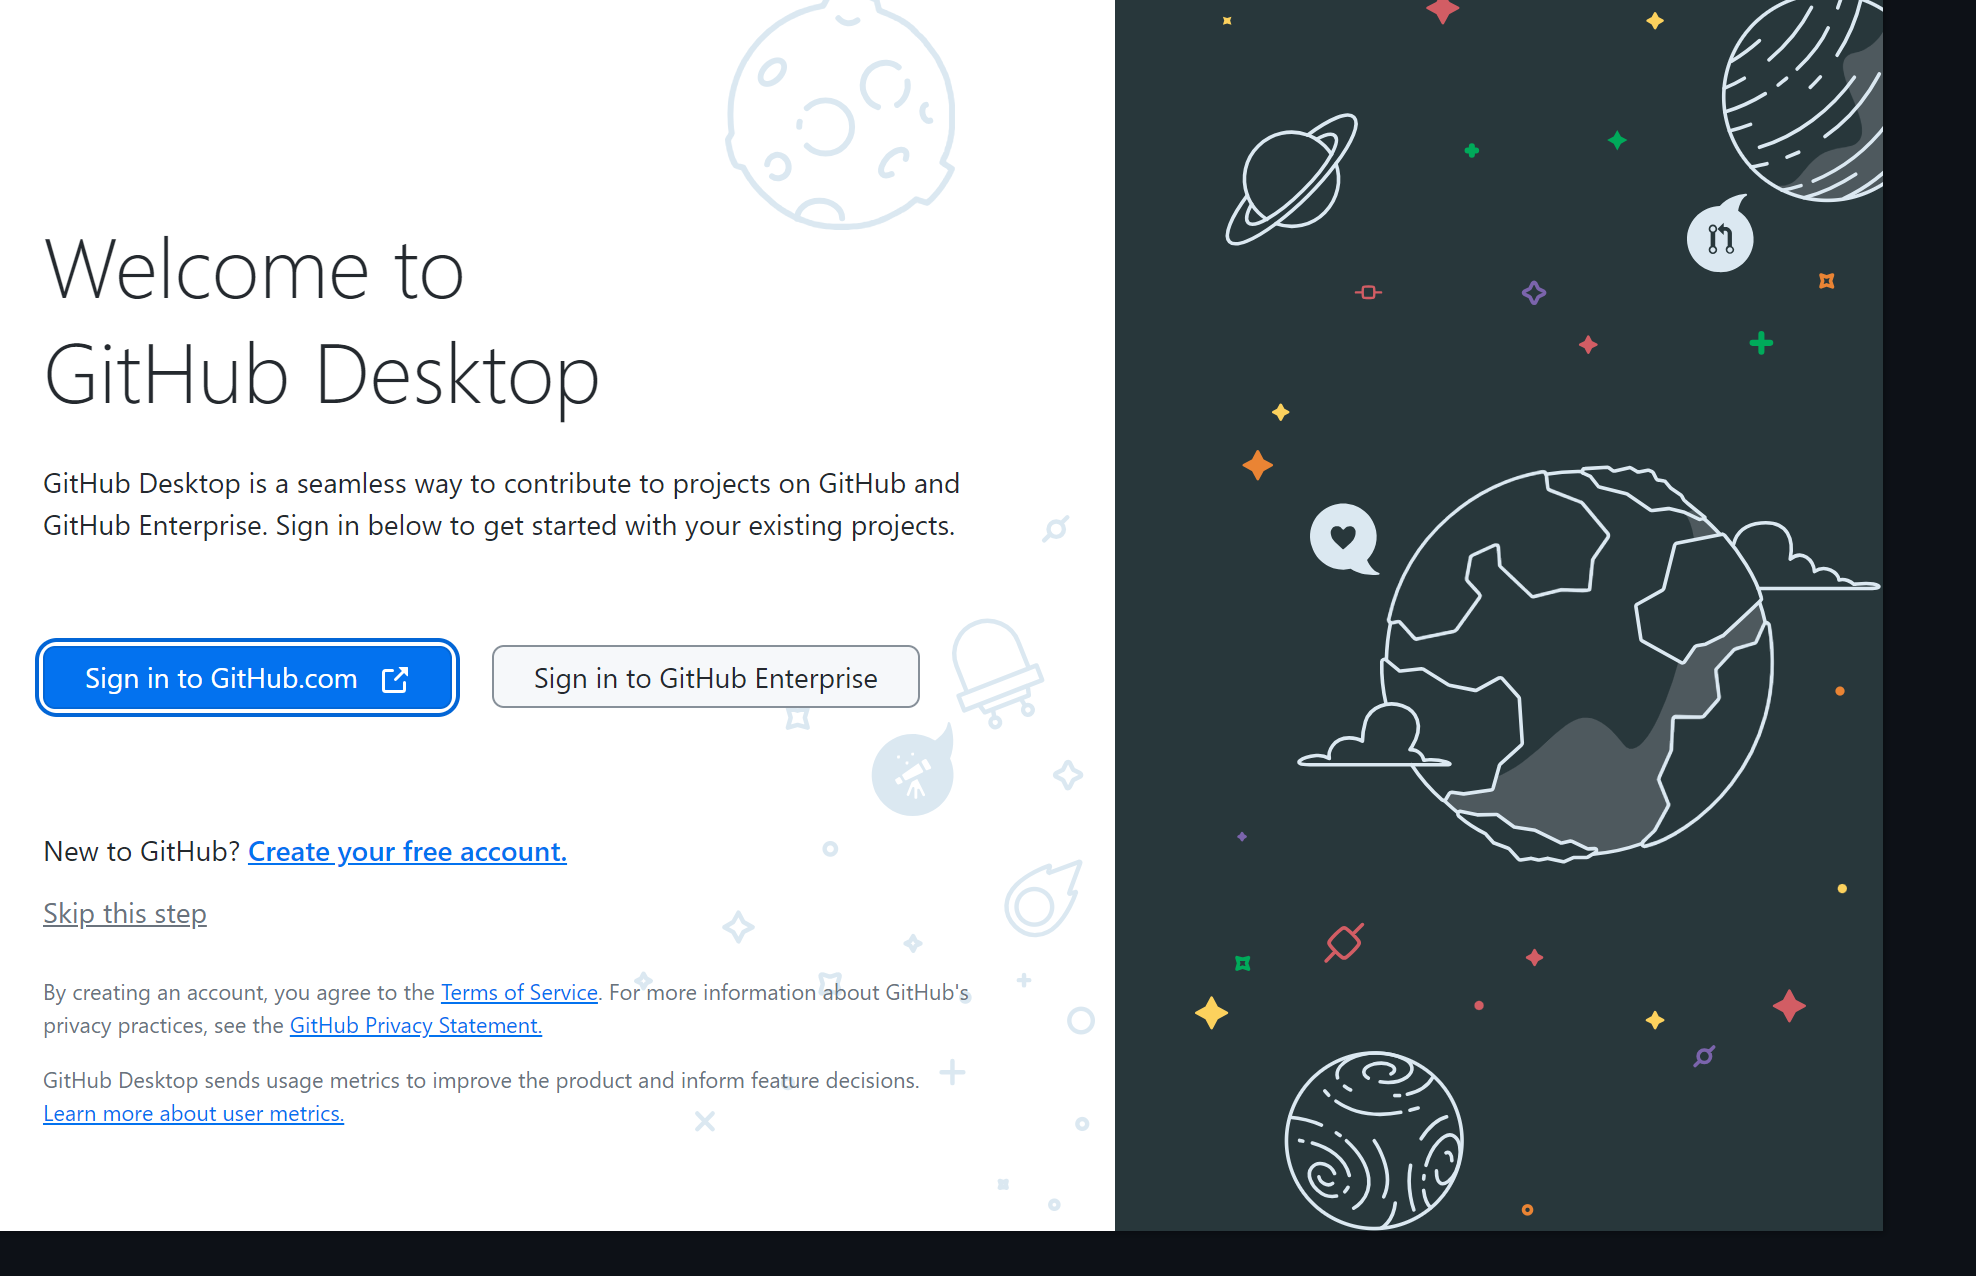 Welcome to
GitHub Desktop
GitHub Desktop is a seamless way to contribute to projects on GitHub and
GitHub Enterprise. Sign in below to get started with your existing projects.
Sign in to GitHub.com
Sign in to GitHub Enterprise
New to GitHub? Create your free account.
Skip this step
By creating an account, you agree to the Terms of Service. For more information about GitHub's
privacy practices, see the GitHub Privacy Statement.
GitHub Desktop sends usage metrics to improve the product and inform feature decisions.
Learn more about user metrics.